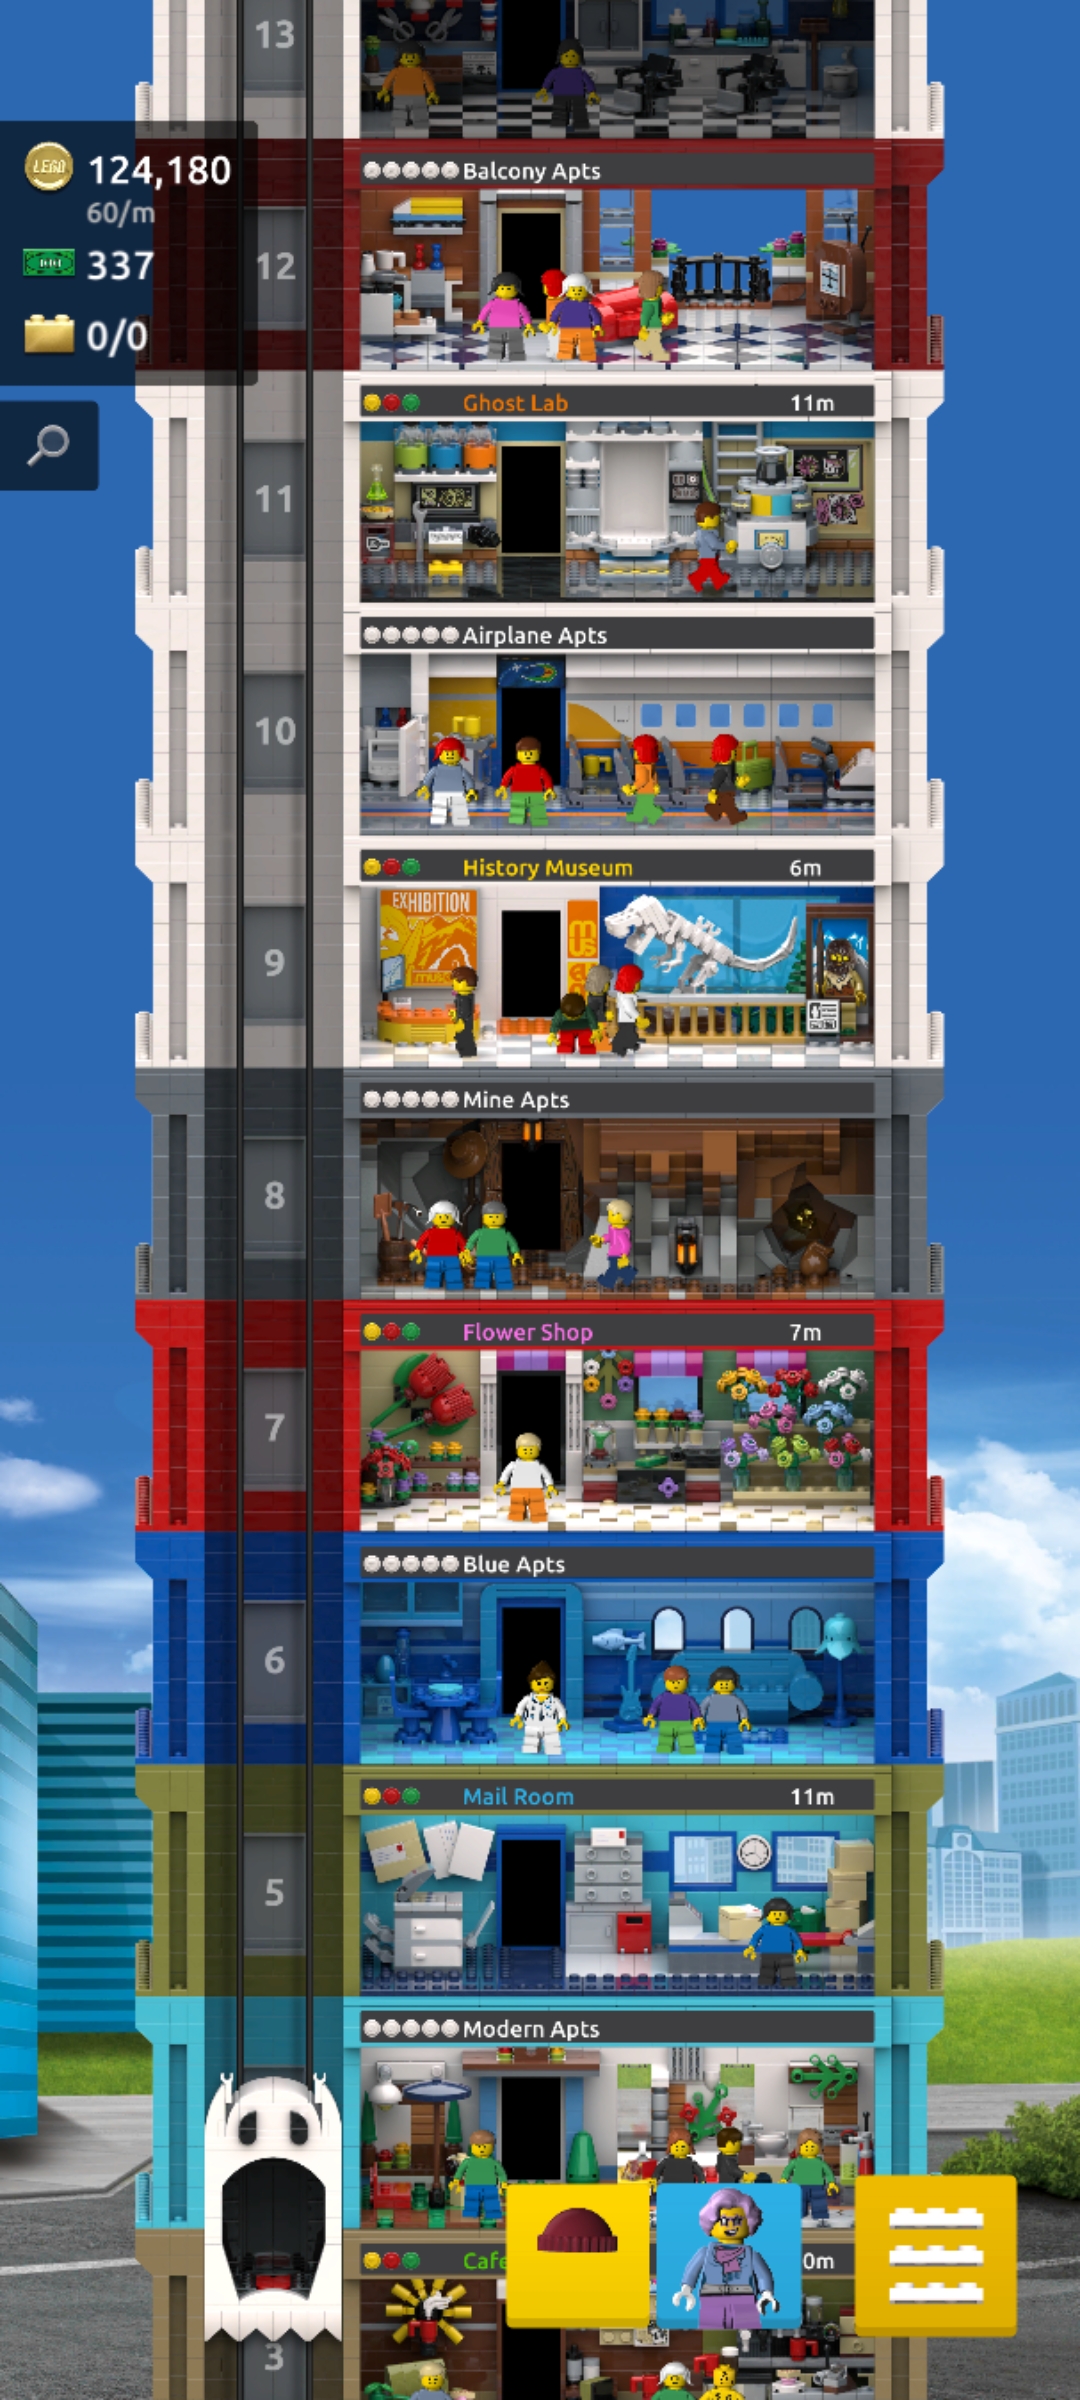 13
LEGO
124,180
60/m
337
0/0
Balcony Apts
12
Ghost Lab 11m
11
Airplane Apts
10
History Museum 6m
EXHIBITION
9
Mine Apts
8
Flower Shop 7m
7
Blue Apts
6
Mail Room 11m
5
Modern Apts
Cafe
0m
3